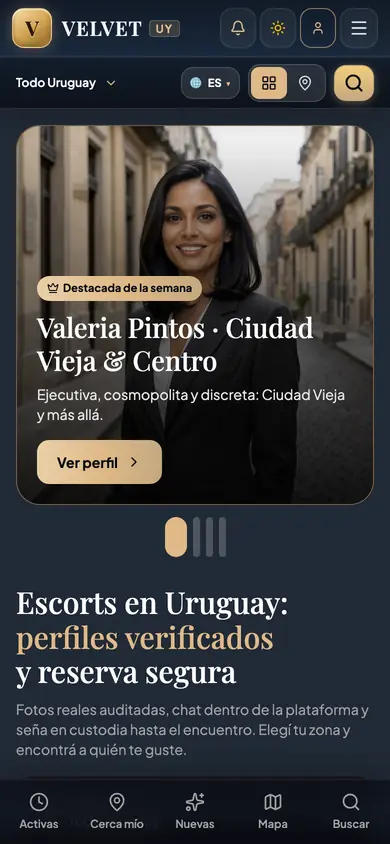 V VELVET UY
Todo Uruguay ES
Destacada de la semana
Valeria Pintos · Ciudad
Vieja & Centro
Ejecutiva, cosmopolita y discreta: Ciudad Vieja
y más allá.
Ver perfil
Escorts en Uruguay:
perfiles verificados
y reserva segura
Fotos reales auditadas, chat dentro de la plataforma y
seña en custodia hasta el encuentro. Elegí tu zona y
encontrá a quién te guste.
Activas Cerca mío Nuevas Mapa Buscar